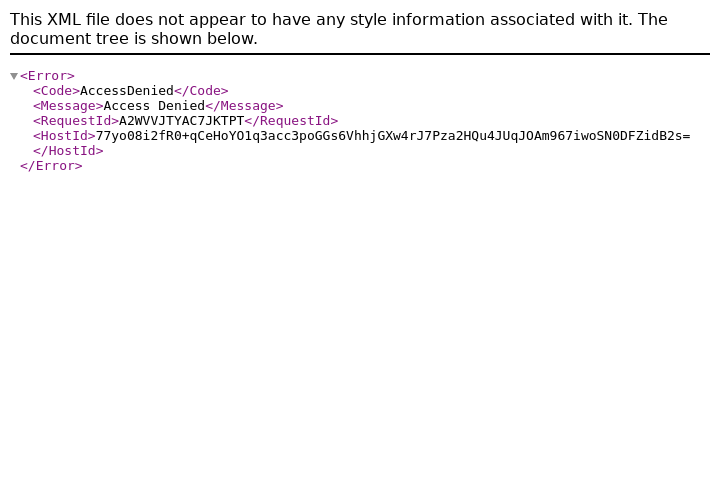 This XML file does not appear to have any style information associated with it. The
document tree is shown below.
<Error>
<Code>AccessDenied</Code>
<Message>Access Denied</Message>
<RequestId>A2WVVJTYAC7JKTPT</RequestId>
<HostId>77yo08i2fR0+qCeHoYO1q3acc3poGGs6VhhjGXw4rJ7Pza2HQu4JUqJOAm967iwoSN0DFZidB2s=
</HostId>
</Error>